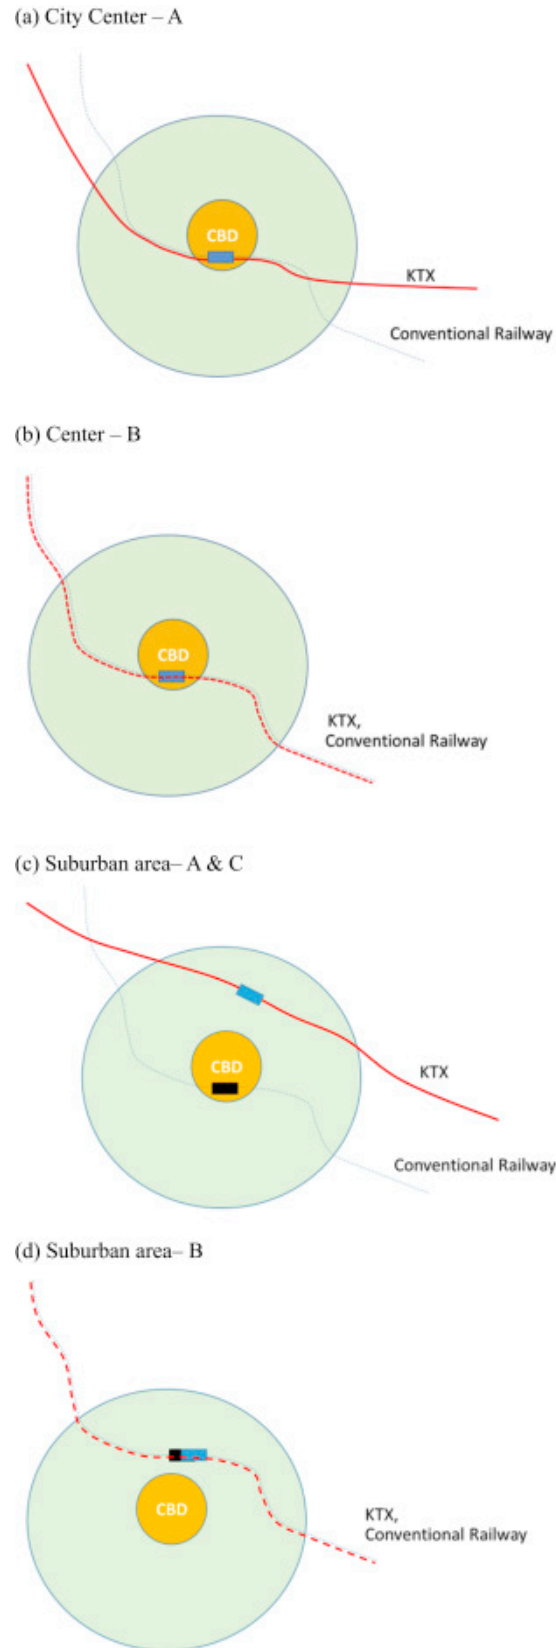 (a) City Center – A
CBD
KTX
Conventional Railway
(b) Center – B
CBD
KTX,
Conventional Railway
(c) Suburban area– A & C
CBD
KTX
Conventional Railway
(d) Suburban area– B
CBD
KTX,
Conventional Railway